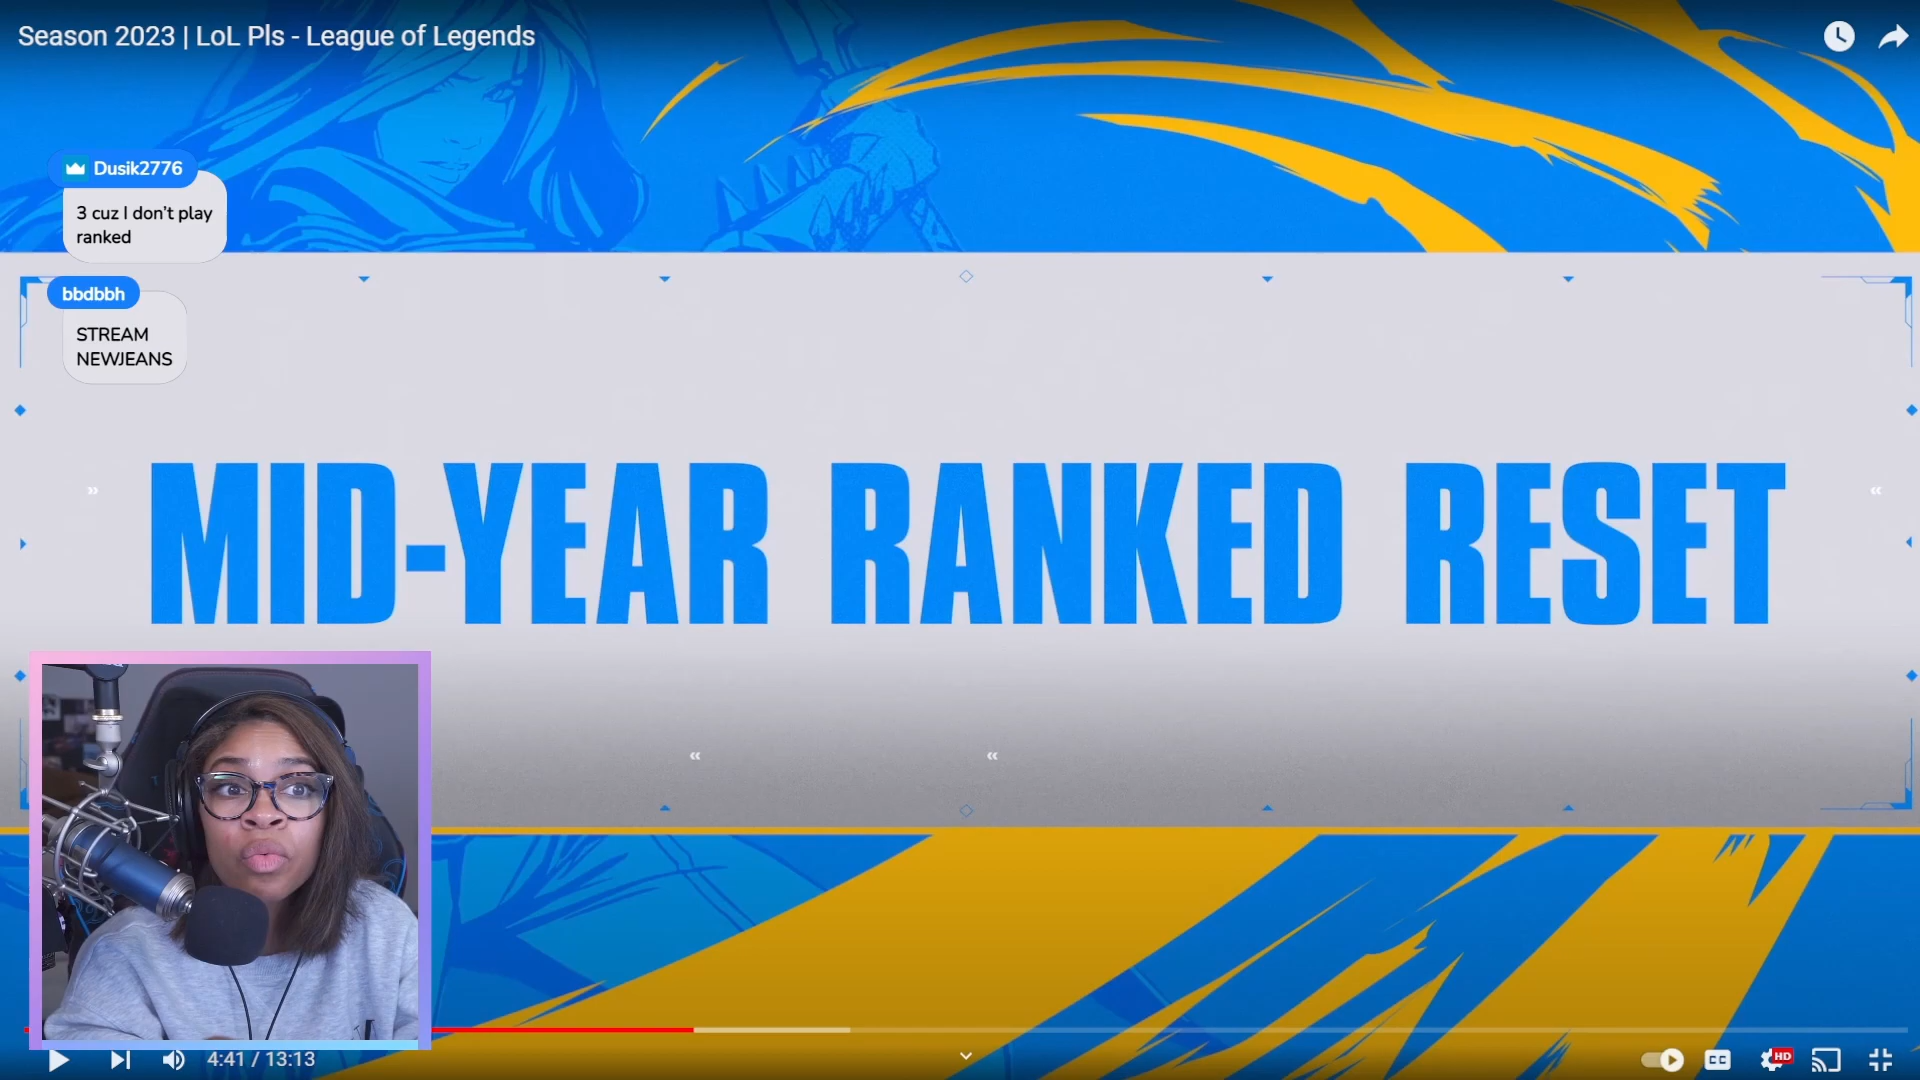 Season 2023 | LoL Pls - League of Legends
Dusik2776
3 cuz I don't play
ranked
bbdbbh
STREAM
NEWJEANS
MID-YEAR RANKED RESET
4:41 / 13:13
CC
HD